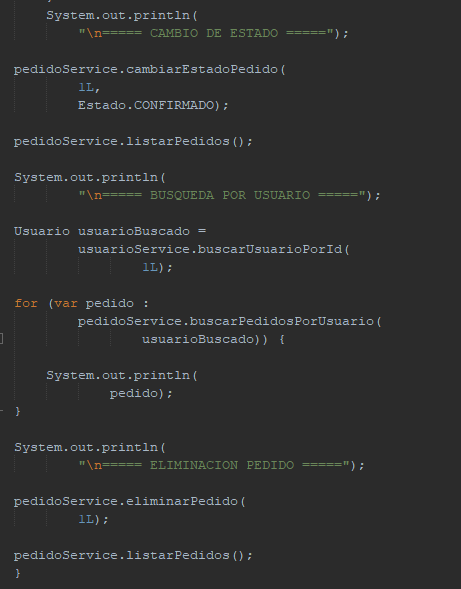 System.out.println(
"\n===== CAMBIO DE ESTADO =====");
pedidoService.cambiarEstadoPedido(
1L,
Estado.CONFIRMADO);
pedidoService.listarPedidos();
System.out.println(
"\n===== BUSQUEDA POR USUARIO =====");
Usuario usuarioBuscado =
usuarioService.buscarUsuarioPorId(
1L);
for (var pedido :
pedidoService.buscarPedidosPorUsuario(
usuarioBuscado)) {
System.out.println(
pedido);
}
System.out.println(
"\n===== ELIMINACION PEDIDO =====");
pedidoService.eliminarPedido(
1L);
pedidoService.listarPedidos();
}